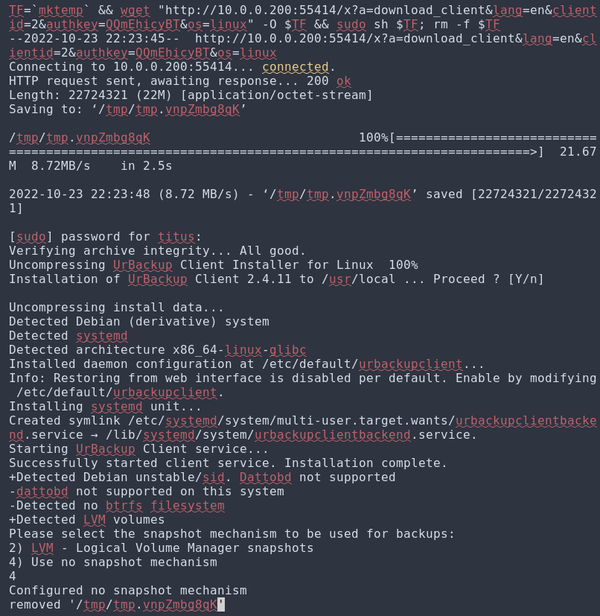 TF=`mktemp` && wget "http://10.0.0.200:55414/x?a=download_client&lang=en&client
id=2&authkey=QQmEhicyBT&os=linux" -O $TF && sudo sh $TF; rm -f $TF
--2022-10-23 22:23:45--  http://10.0.0.200:55414/x?a=download_client&lang=en&cl
ientid=2&authkey=QQmEhicyBT&os=linux
Connecting to 10.0.0.200:55414... connected.
HTTP request sent, awaiting response... 200 ok
Length: 22724321 (22M) [application/octet-stream]
Saving to: ‘/tmp/tmp.vnpZmbg8qK’
/tmp/tmp.vnpZmbg8qK                            100%[===========================
=====================================================================>]  21.67
M  8.72MB/s    in 2.5s
2022-10-23 22:23:48 (8.72 MB/s) - ‘/tmp/tmp.vnpZmbg8qK’ saved [22724321/2272432
1]
[sudo] password for titus:
Verifying archive integrity... All good.
Uncompressing UrBackup Client Installer for Linux  100%
Installation of UrBackup Client 2.4.11 to /usr/local ... Proceed ? [Y/n]
Uncompressing install data...
Detected Debian (derivative) system
Detected systemd
Detected architecture x86_64-linux-glibc
Installed daemon configuration at /etc/default/urbackupclient...
Info: Restoring from web interface is disabled per default. Enable by modifying
 /etc/default/urbackupclient.
Installing systemd unit...
Created symlink /etc/systemd/system/multi-user.target.wants/urbackupclientbacke
nd.service → /lib/systemd/system/urbackupclientbackend.service.
Starting UrBackup Client service...
Successfully started client service. Installation complete.
+Detected Debian unstable/sid. Dattobd not supported
-dattobd not supported on this system
-Detected no btrfs filesystem
+Detected LVM volumes
Please select the snapshot mechanism to be used for backups:
2) LVM - Logical Volume Manager snapshots
4) Use no snapshot mechanism
4
Configured no snapshot mechanism
removed '/tmp/tmp.vnpZmbg8qK'